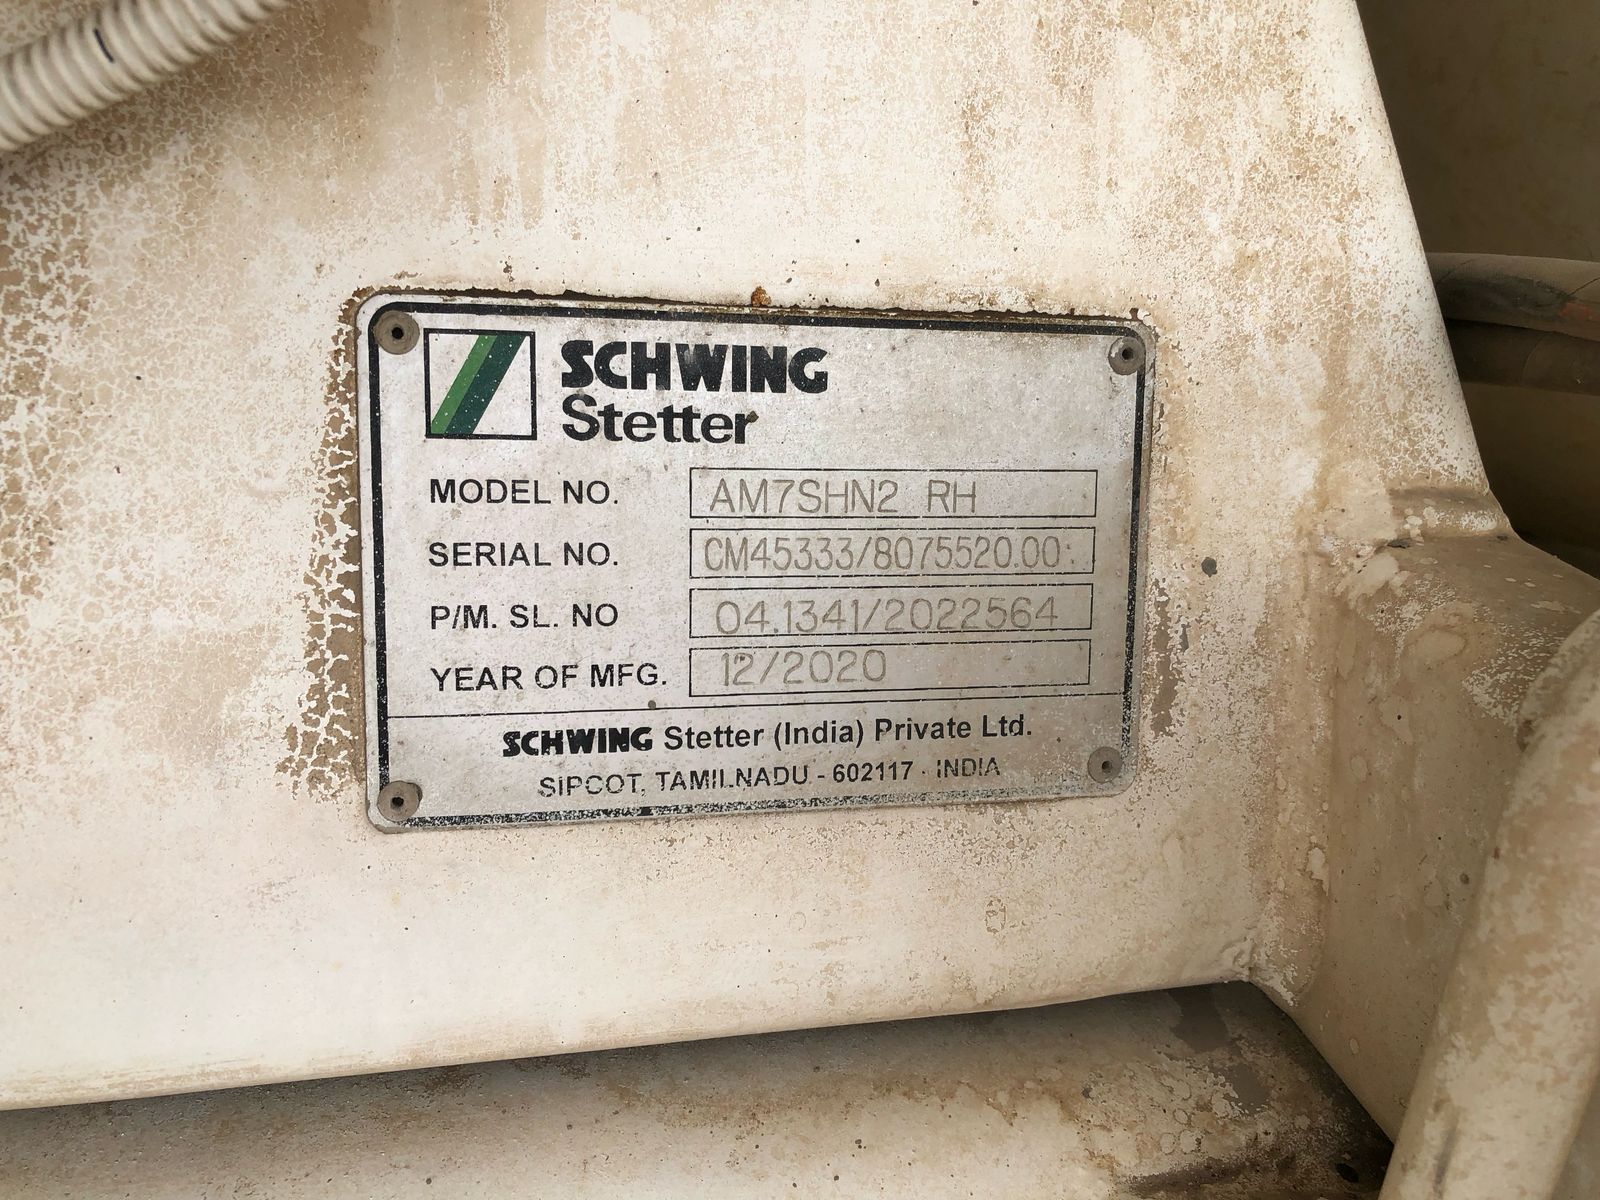 SCHWING
Stetter
MODEL NO. AM7SHN2 RH
SERIAL NO. CM45333/8075520.00
P/M. SL. NO 04.1341/2022564
YEAR OF MFG. 12/2020
SCHWING Stetter (India) Private Ltd.
SIPCOT, TAMILNADU - 602117 - INDIA